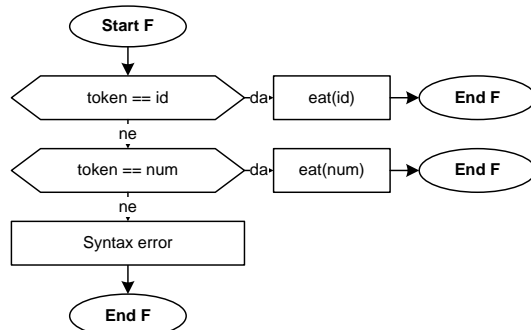 Start F
token == id
da
eat(id)
End F
ne
token == num
da
eat(num)
End F
ne
Syntax error
End F